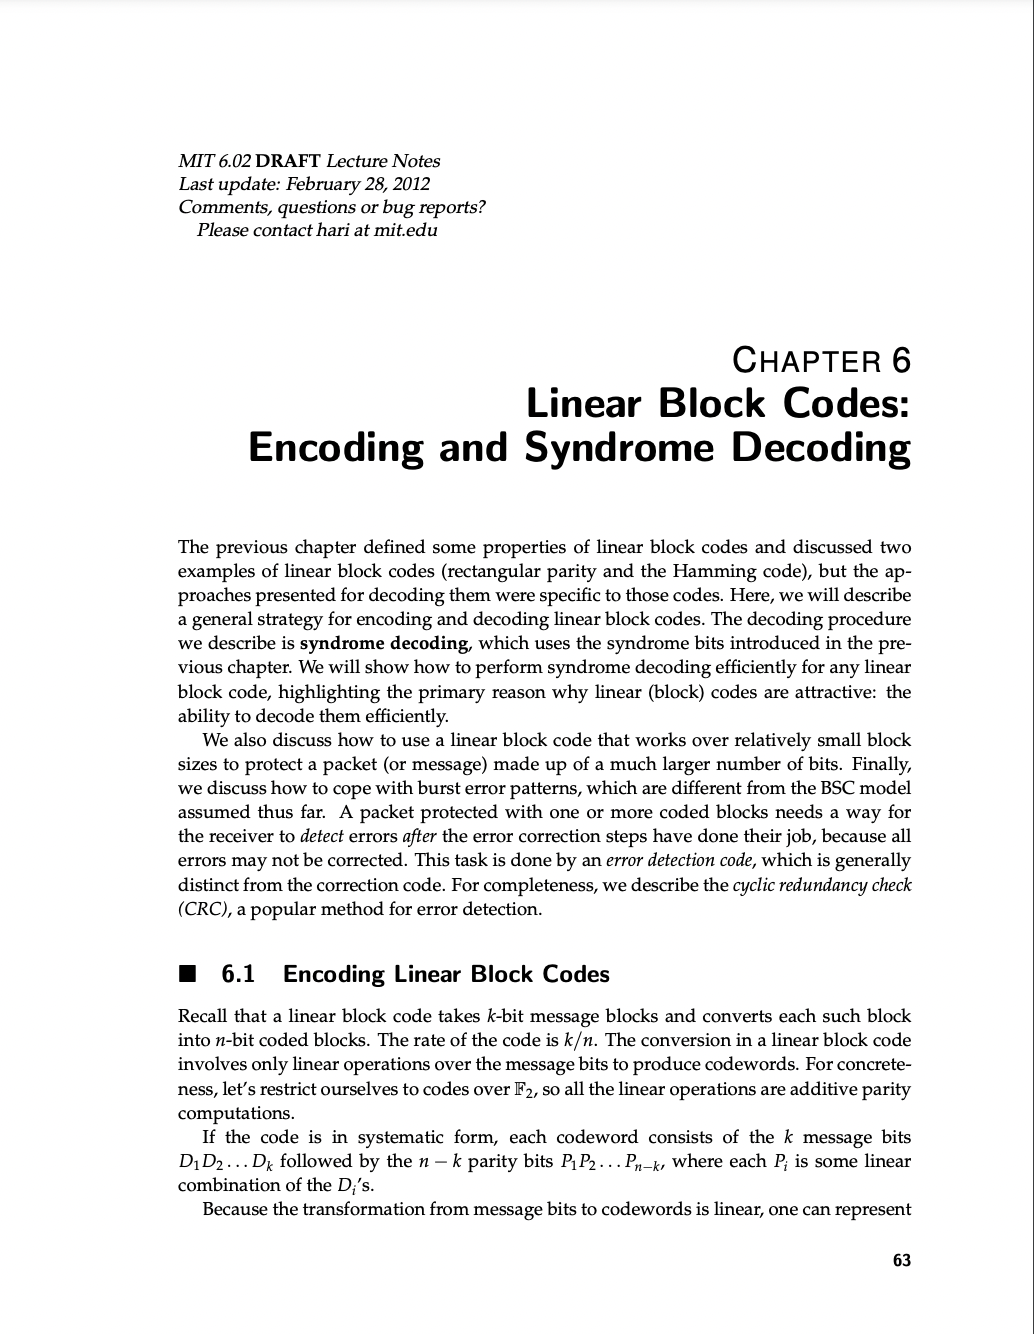 MIT 6.02 DRAFT Lecture Notes
Last update: February 28, 2012
Comments, questions or bug reports?
Please contact hari at mit.edu
CHAPTER 6
Linear Block Codes:
Encoding and Syndrome Decoding
The previous chapter defined some properties of linear block codes and discussed two
examples of linear block codes (rectangular parity and the Hamming code), but the ap-
proaches presented for decoding them were specific to those codes. Here, we will describe
a general strategy for encoding and decoding linear block codes. The decoding procedure
we describe is syndrome decoding, which uses the syndrome bits introduced in the pre-
vious chapter. We will show how to perform syndrome decoding efficiently for any linear
block code, highlighting the primary reason why linear (block) codes are attractive: the
ability to decode them efficiently.
We also discuss how to use a linear block code that works over relatively small block
sizes to protect a packet (or message) made up of a much larger number of bits. Finally,
we discuss how to cope with burst error patterns, which are different from the BSC model
assumed thus far. A packet protected with one or more coded blocks needs a way for
the receiver to detect errors after the error correction steps have done their job, because all
errors may not be corrected. This task is done by an error detection code, which is generally
distinct from the correction code. For completeness, we describe the cyclic redundancy check
(CRC), a popular method for error detection.
■ 6.1 Encoding Linear Block Codes
Recall that a linear block code takes k-bit message blocks and converts each such block
into n-bit coded blocks. The rate of the code is k/n. The conversion in a linear block code
involves only linear operations over the message bits to produce codewords. For concrete-
ness, let's restrict ourselves to codes over 𝔽₂, so all the linear operations are additive parity
computations.
If the code is in systematic form, each codeword consists of the k message bits
D₁D₂...Dₖ followed by the n − k parity bits P₁P₂...Pₙ₋ₖ, where each Pᵢ is some linear
combination of the Dᵢ's.
Because the transformation from message bits to codewords is linear, one can represent
63